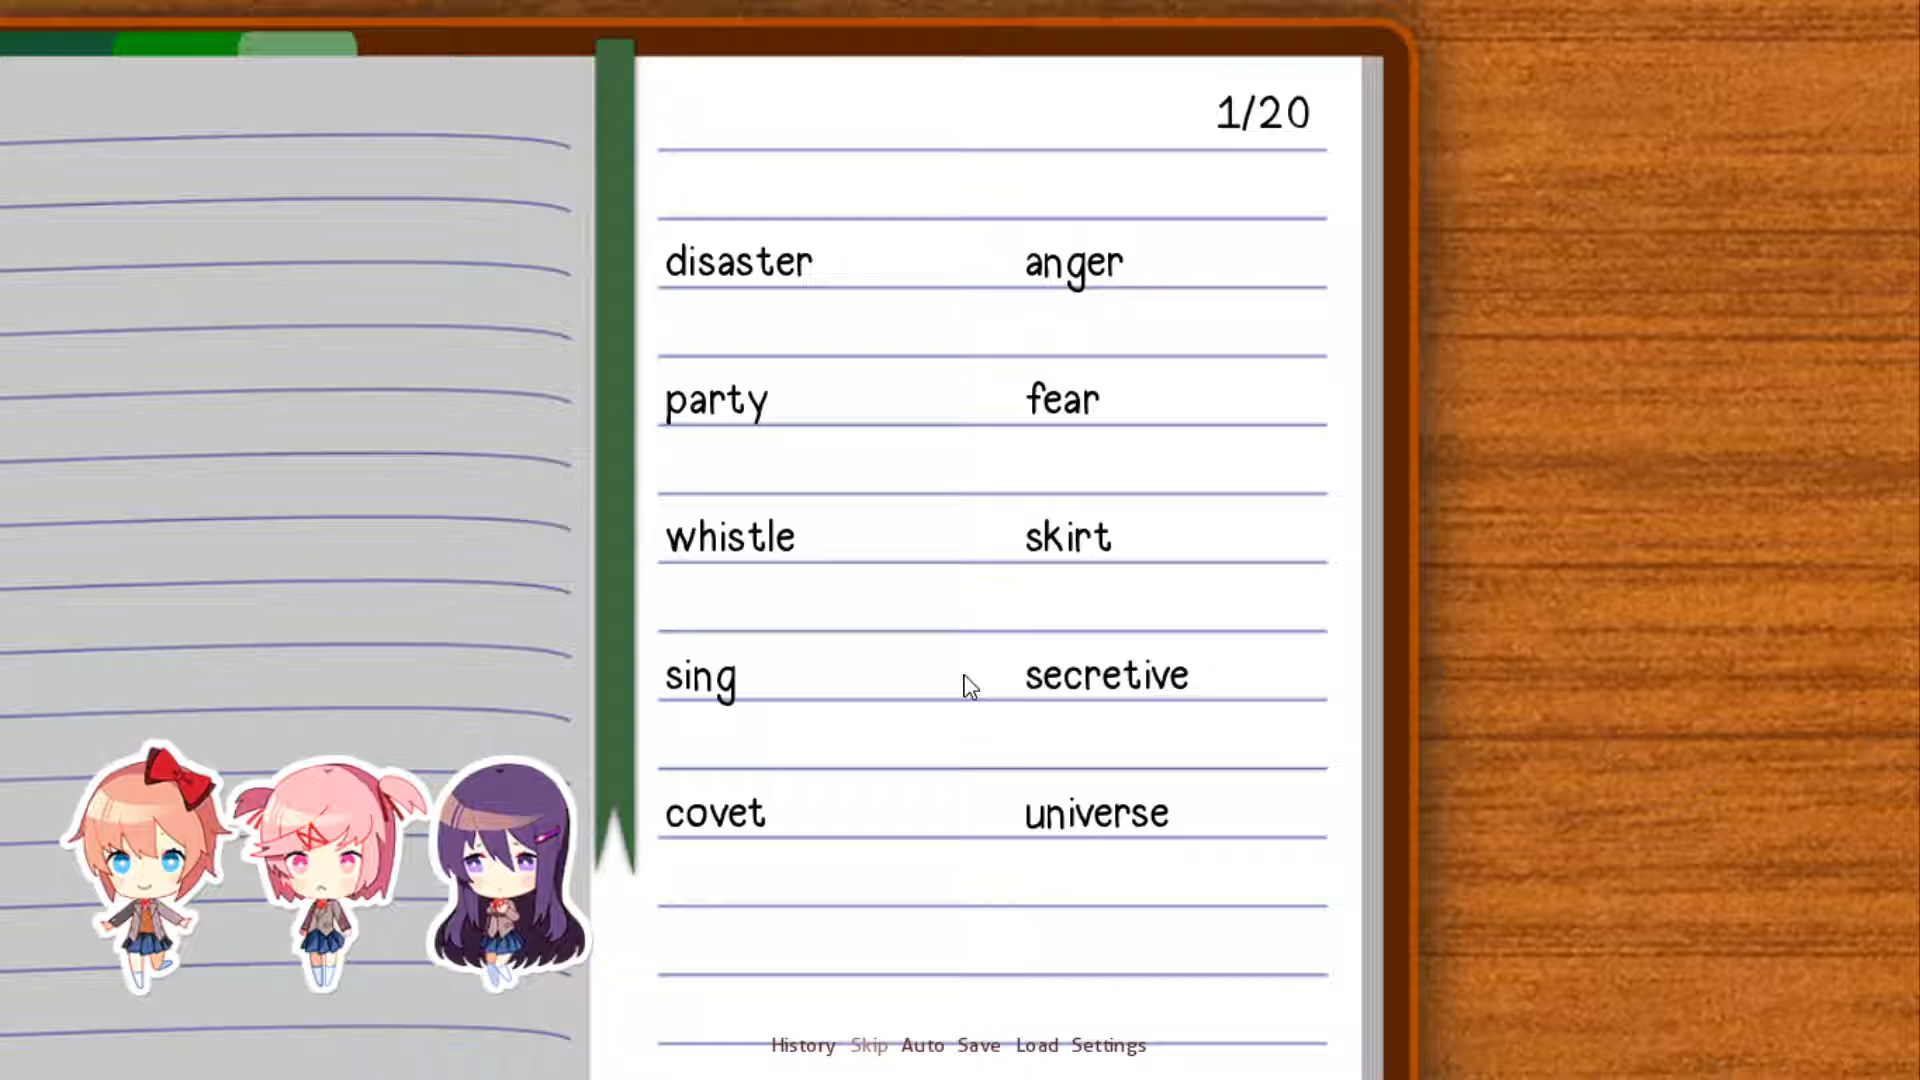 1/20
disaster anger
party fear
whistle skirt
sing secretive
covet universe
History Skip Auto Save Load Settings